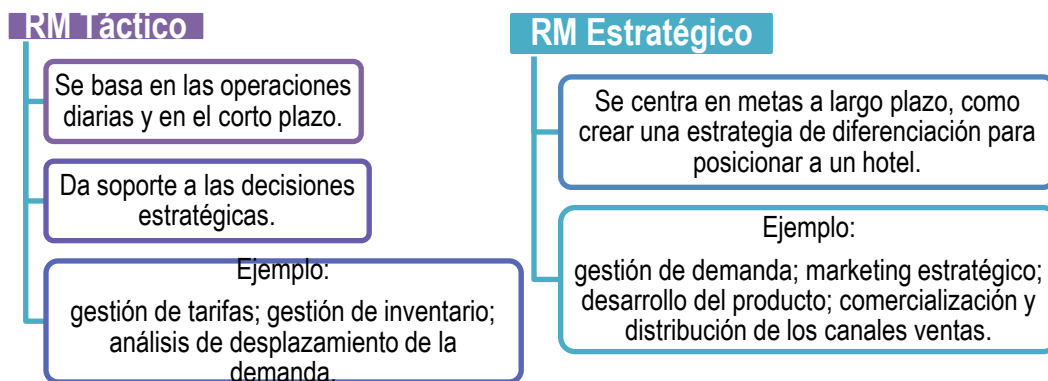 RM Táctico
Se basa en las operaciones
diarias y en el corto plazo.
Da soporte a las decisiones
estratégicas.
Ejemplo:
gestión de tarifas; gestión de inventario;
análisis de desplazamiento de la
demanda.
RM Estratégico
Se centra en metas a largo plazo, como
crear una estrategia de diferenciación para
posicionar a un hotel.
Ejemplo:
gestión de demanda; marketing estratégico;
desarrollo del producto; comercialización y
distribución de los canales ventas.